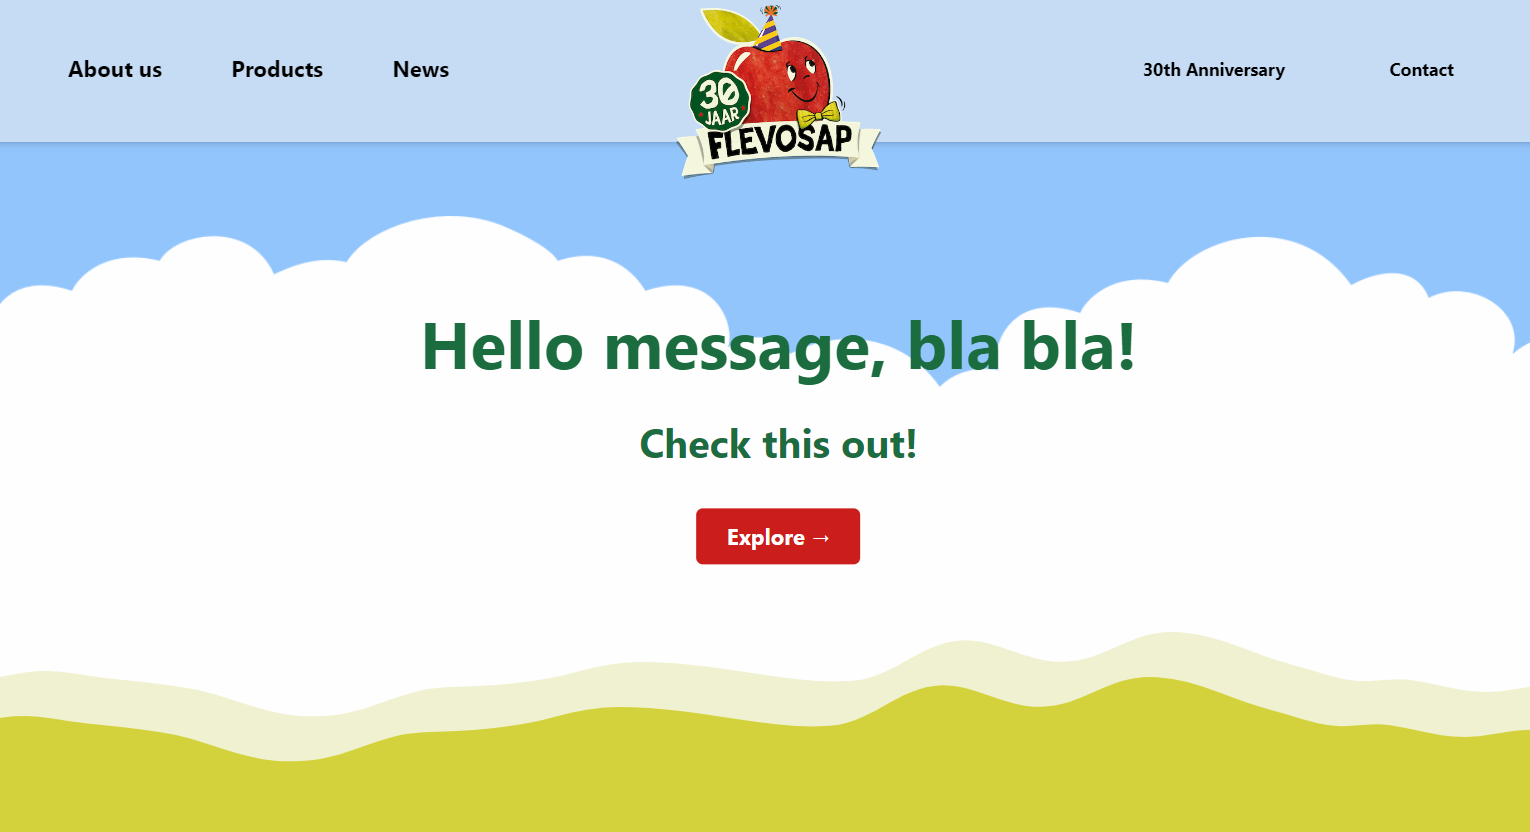 About us
Products
News
30
JAAR
FLEVOSAP
30th Anniversary
Contact
Hello message, bla bla!
Check this out!
Explore →